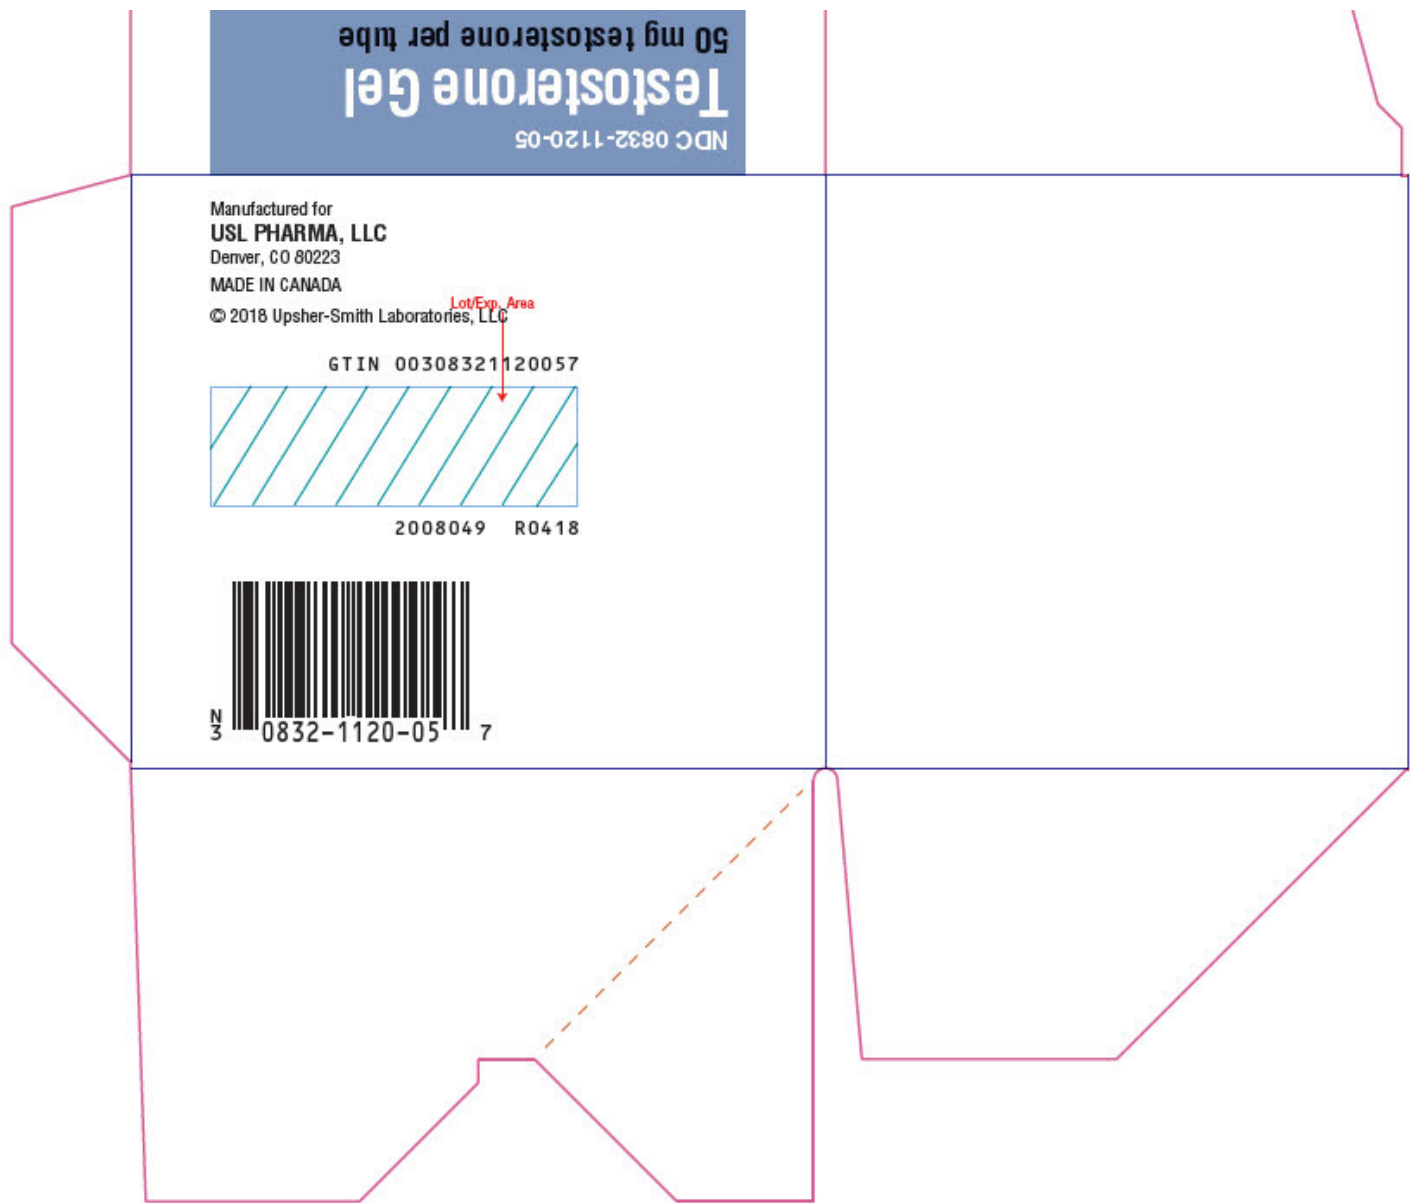 50 mg testosterone per tube
Testosterone Gel
NDC 0832-1120-05
Manufactured for
USL PHARMA, LLC
Denver, CO 80223
MADE IN CANADA
Lot/Exp. Area
© 2018 Upsher-Smith Laboratories, LLC
GTIN 00308321120057
2008049 R0418
N
3 0832-1120-05 7